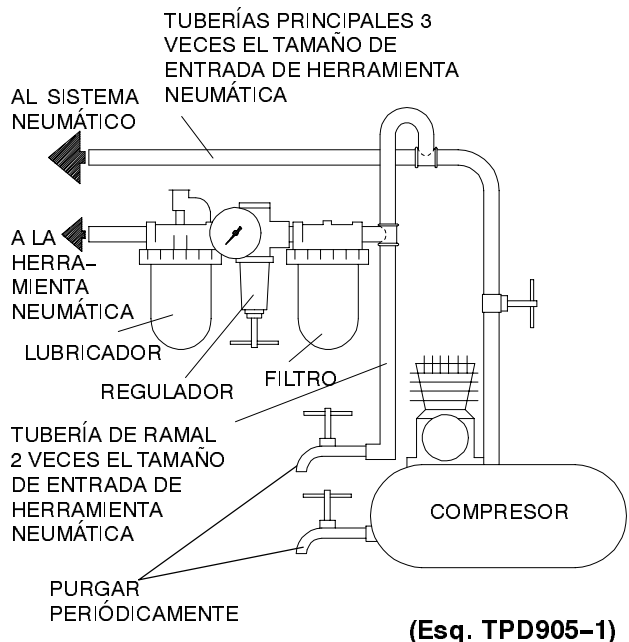 TUBERÍAS PRINCIPALES 3
VECES EL TAMAÑO DE
ENTRADA DE HERRAMIENTA
NEUMÁTICA
AL SISTEMA
NEUMÁTICO
A LA
HERRA–
MIENTA
NEUMÁTICA
LUBRICADOR
REGULADOR
FILTRO
TUBERÍA DE RAMAL
2 VECES EL TAMAÑO
DE ENTRADA DE
HERRAMIENTA
NEUMÁTICA
COMPRESOR
PURGAR
PERIÓDICAMENTE
(Esq. TPD905–1)